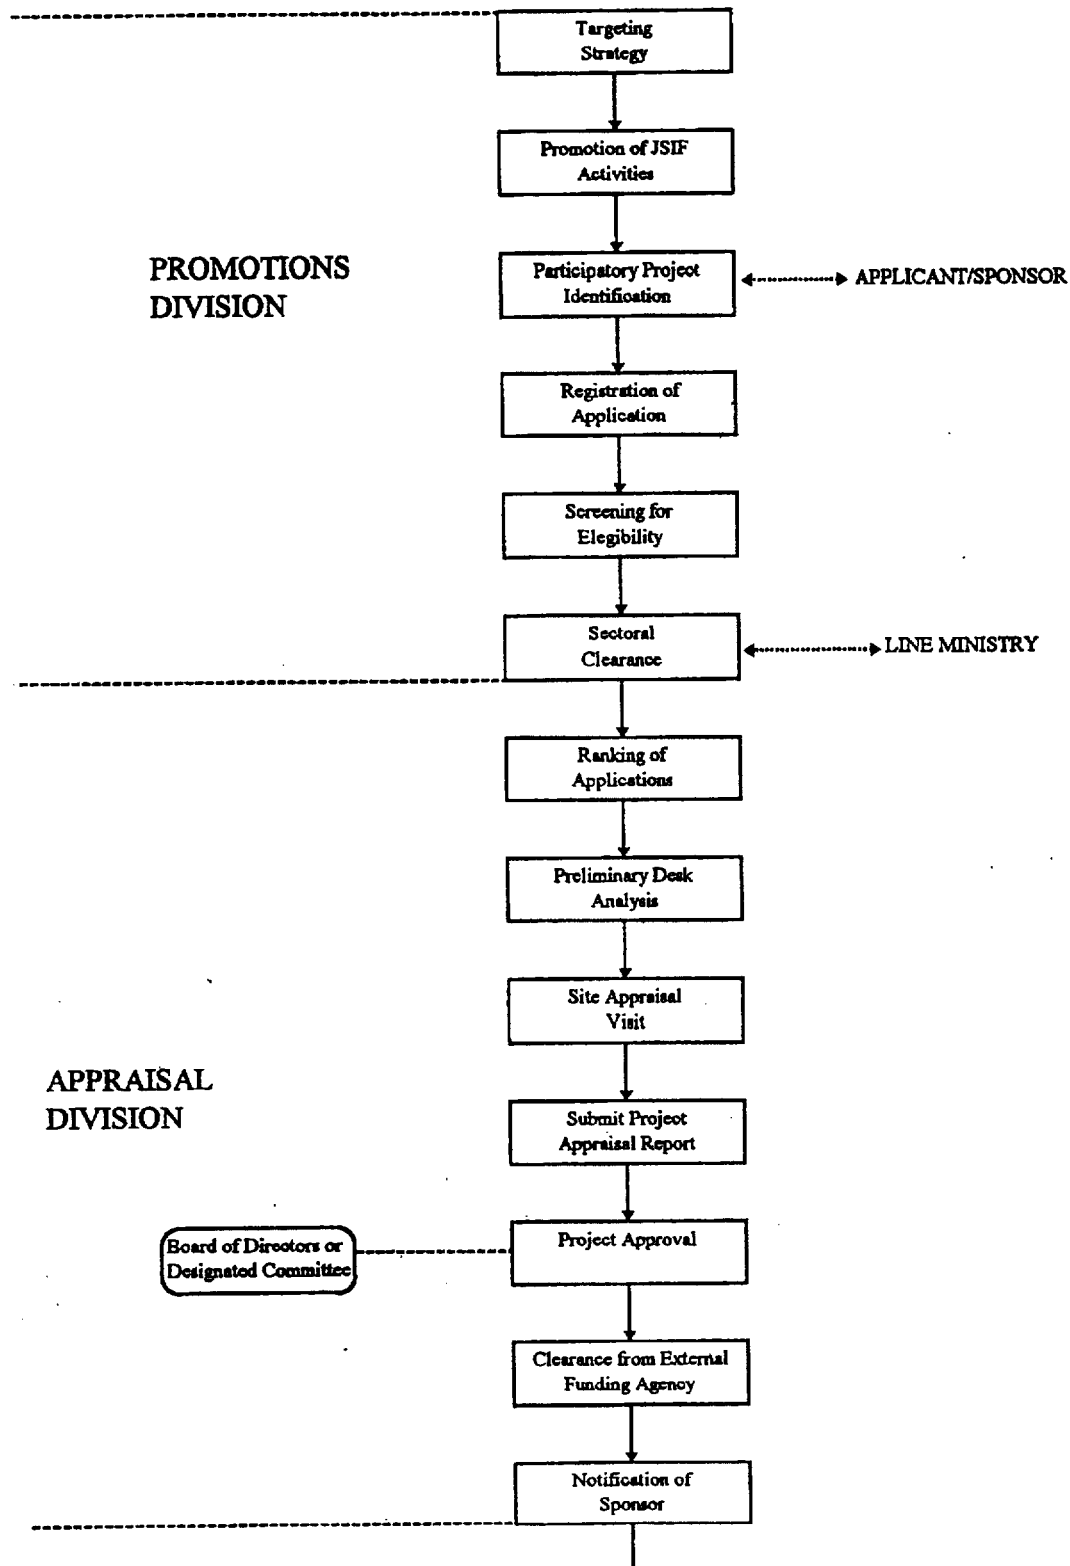 Targeting
Strategy
Promotion of JSIF
Activities
PROMOTIONS
DIVISION
Participatory Project
Identification
APPLICANT/SPONSOR
Registration of
Application
Screening for
Elegibility
Sectoral
Clearance
LINE MINISTRY
Ranking of
Applications
Preliminary Desk
Analysis
Site Appraisal
Visit
APPRAISAL
DIVISION
Submit Project
Appraisal Report
Board of Directors or
Designated Committee
Project Approval
Clearance from External
Funding Agency
Notification of
Sponsor